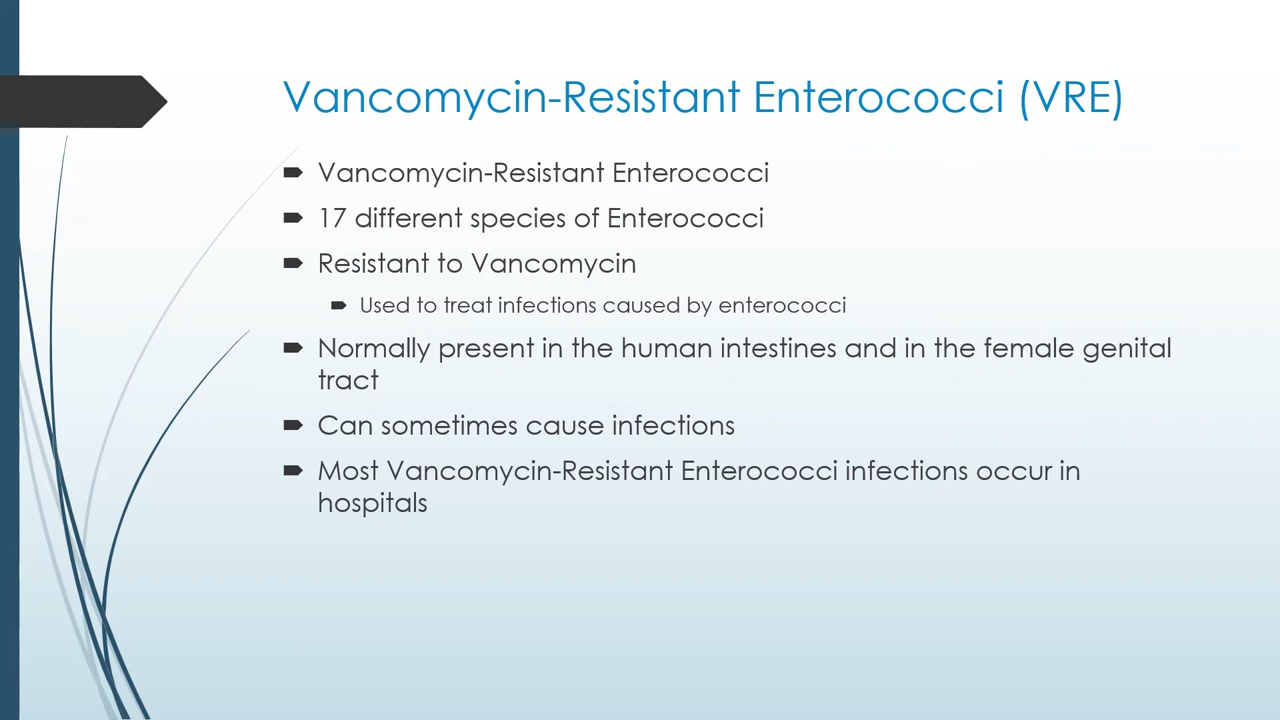 Vancomycin-Resistant Enterococci (VRE)
Vancomycin-Resistant Enterococci
17 different species of Enterococci
Resistant to Vancomycin
Used to treat infections caused by enterococci
Normally present in the human intestines and in the female genital
tract
Can sometimes cause infections
Most Vancomycin-Resistant Enterococci infections occur in
hospitals